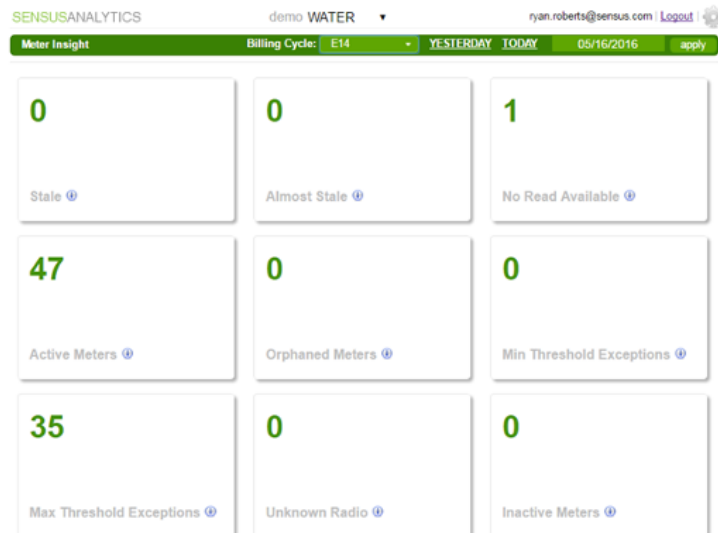 SENSUSANALYTICS demo WATER ryan.roberts@sensus.com | Logout |
Meter Insight Billing Cycle: E14 YESTERDAY TODAY 05/16/2016 apply
0 0 1
Stale Almost Stale No Read Available
47 0 0
Active Meters Orphaned Meters Min Threshold Exceptions
35 0 0
Max Threshold Exceptions Unknown Radio Inactive Meters